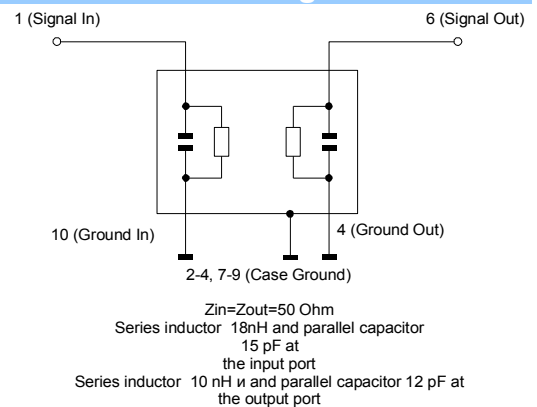 1 (Signal In)
6 (Signal Out)
10 (Ground In)
4 (Ground Out)
2-4, 7-9 (Case Ground)
Zin=Zout=50 Ohm
Series inductor 18nH and parallel capacitor
15 pF at
the input port
Series inductor 10 nH и and parallel capacitor 12 pF at
the output port